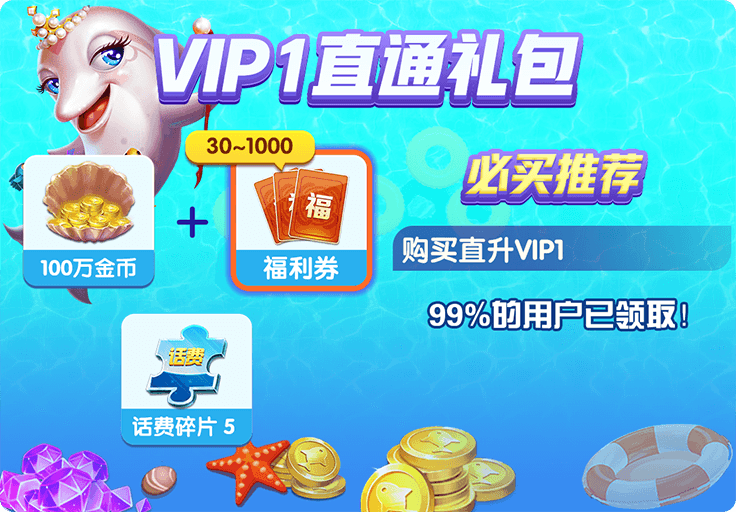 VIP1直通礼包
30~1000
福
100万金币
福利券
必买推荐
购买直升VIP1
99%的用户已领取!
话费
话费碎片 5